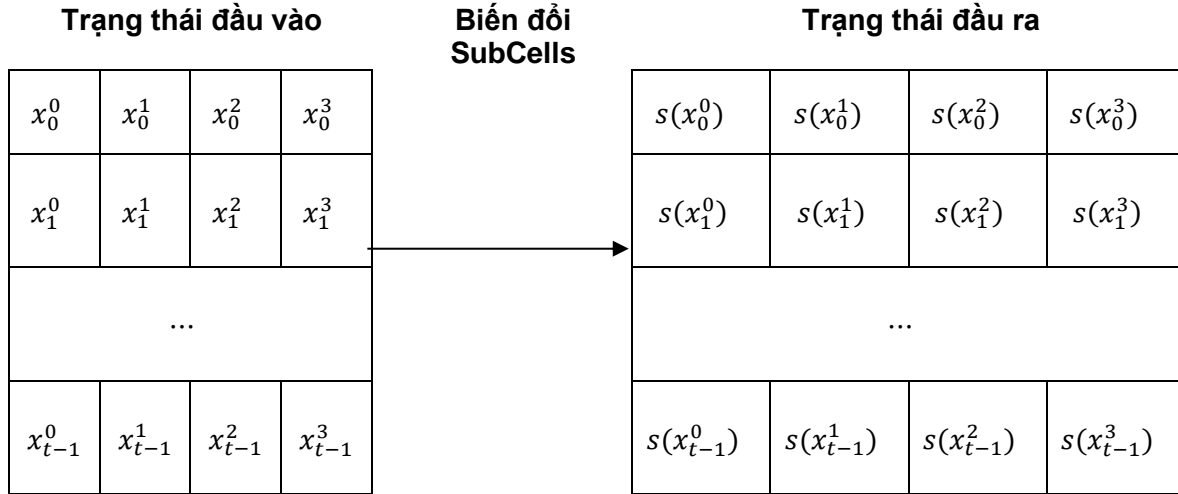 Trạng thái đầu vào
Biến đổi
SubCells
Trạng thái đầu ra
$x_0^0$ $x_0^1$ $x_0^2$ $x_0^3$
$x_1^0$ $x_1^1$ $x_1^2$ $x_1^3$
...
$x_{t-1}^0$ $x_{t-1}^1$ $x_{t-1}^2$ $x_{t-1}^3$
$s(x_0^0)$ $s(x_0^1)$ $s(x_0^2)$ $s(x_0^3)$
$s(x_1^0)$ $s(x_1^1)$ $s(x_1^2)$ $s(x_1^3)$
...
$s(x_{t-1}^0)$ $s(x_{t-1}^1)$ $s(x_{t-1}^2)$ $s(x_{t-1}^3)$